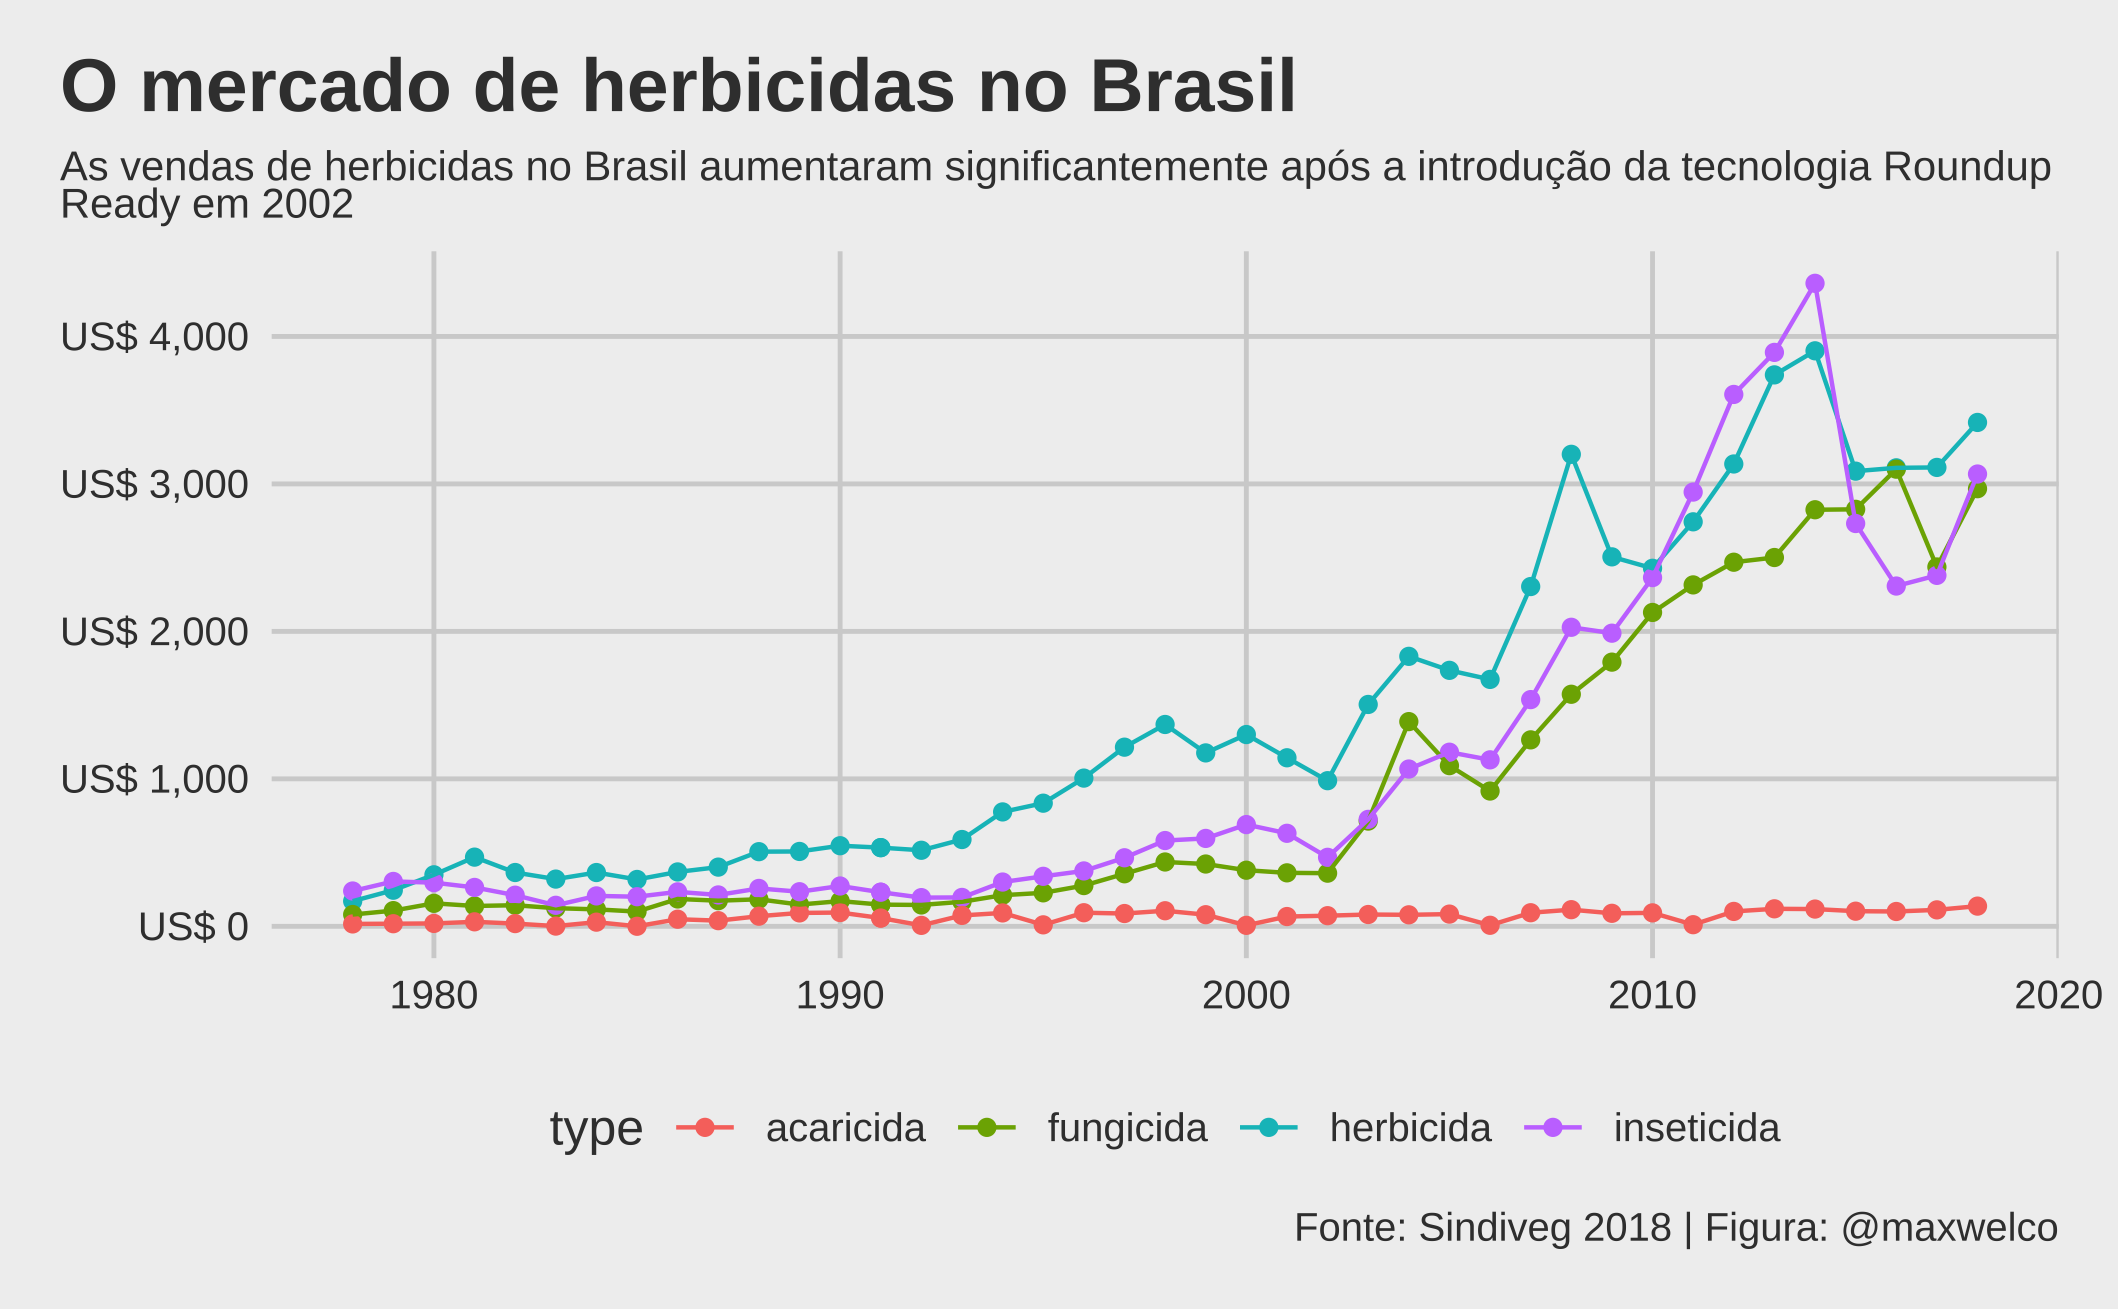 O mercado de herbicidas no Brasil
As vendas de herbicidas no Brasil aumentaram significantemente após a introdução da tecnologia Roundup
Ready em 2002
US$ 4,000
US$ 3,000
US$ 2,000
US$ 1,000
US$ 0
1980 1990 2000 2010 2020
type acaricida fungicida herbicida inseticida
Fonte: Sindiveg 2018 | Figura: @maxwelco